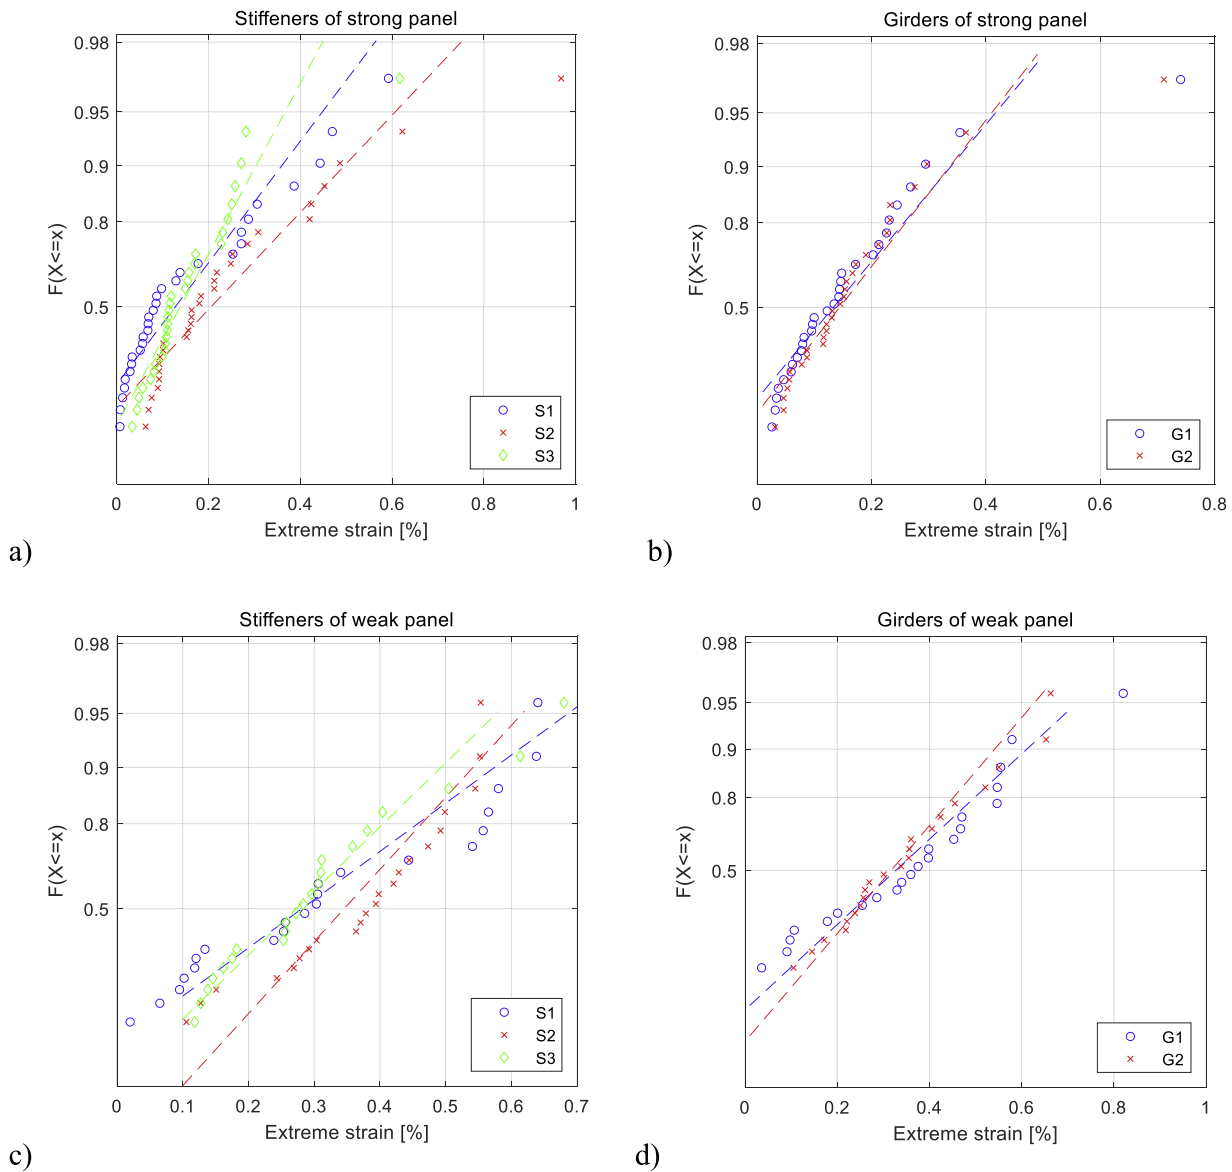 Stiffeners of strong panel
0.98
0.95
0.9
0.8
0.5
F(X<=x)
S1
S2
S3
0
0.2
0.4
0.6
0.8
1
Extreme strain [%]
a)
Girders of strong panel
0.98
0.95
0.9
0.8
0.5
F(X<=x)
G1
G2
0
0.2
0.4
0.6
0.8
Extreme strain [%]
b)
Stiffeners of weak panel
0.98
0.95
0.9
0.8
0.5
F(X<=x)
S1
S2
S3
0
0.1
0.2
0.3
0.4
0.5
0.6
0.7
Extreme strain [%]
c)
Girders of weak panel
0.98
0.95
0.9
0.8
0.5
F(X<=x)
G1
G2
0
0.2
0.4
0.6
0.8
1
Extreme strain [%]
d)